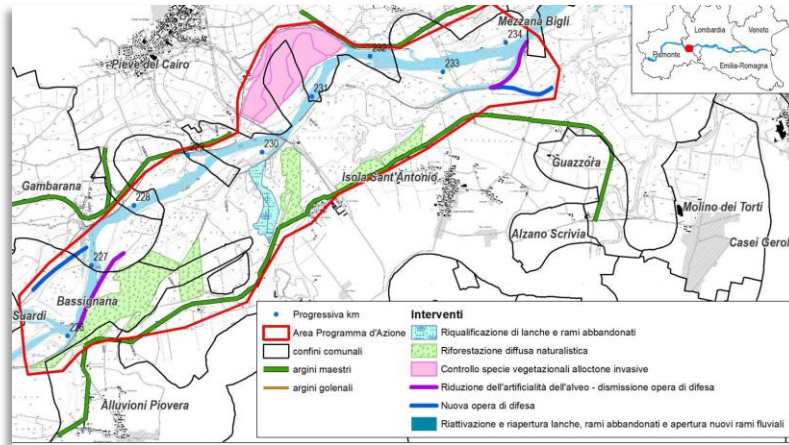 Mezzana Bigli
Lombardia
Veneto
Piemonte
Emilia-Romagna
Pieve del Cairo
232
234
233
231
229
230
Gambarana
Isola Sant'Antonio
Guazzora
228
Molino dei Torti
Alzano Scrivia
Casei Gerol
227
Bassignana
Suardi
226
Alluvioni Piovera
Progressiva km
Area Programma d'Azione
confini comunali
argini maestri
argini golenali
Interventi
Riqualificazione di lanche e rami abbandonati
Riforestazione diffusa naturalistica
Controllo specie vegetazionali alloctone invasive
Riduzione dell'artificialità dell'alveo - dismissione opera di difesa
Nuova opera di difesa
Riattivazione e riapertura lanche, rami abbandonati e apertura nuovi rami fluviali